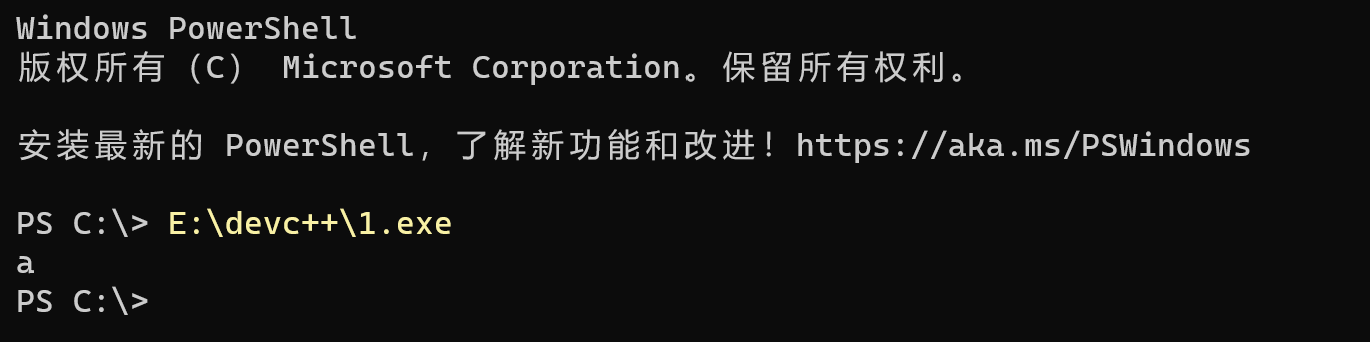 Windows PowerShell
版权所有（C） Microsoft Corporation。保留所有权利。
安装最新的 PowerShell，了解新功能和改进！https://aka.ms/PSWindows
PS C:\> E:\devc++\1.exe
a
PS C:\>